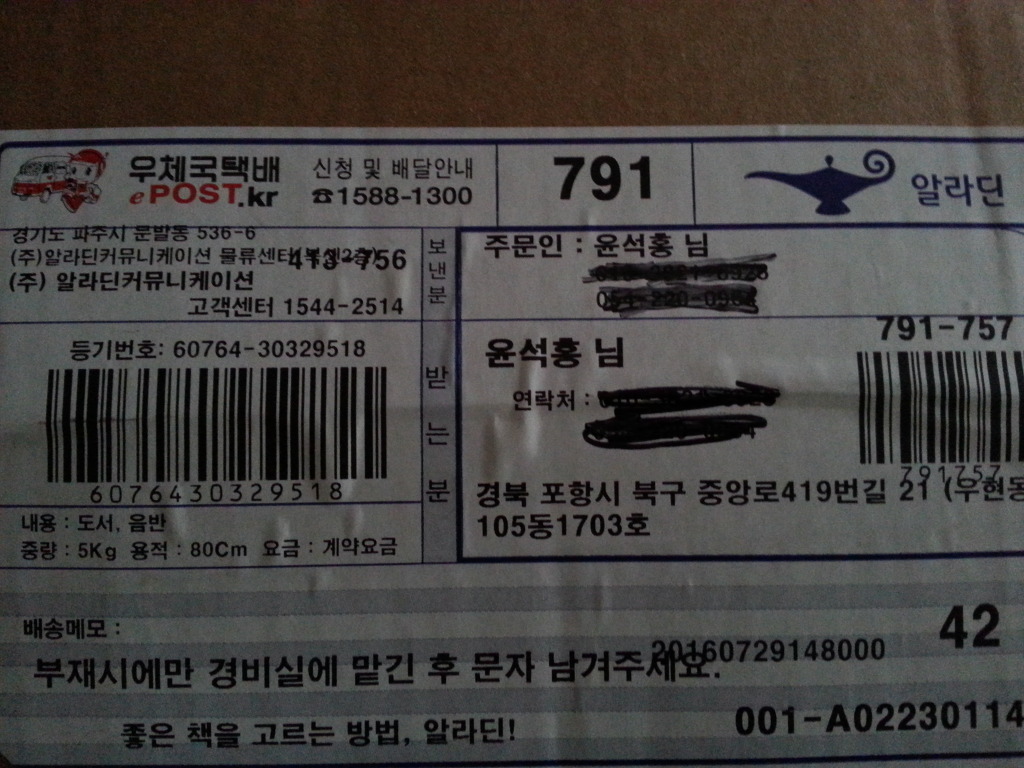 우체국택배
ePOST.kr
신청 및 배달안내
☎1588-1300
791
알라딘
경기도 파주시 문발동 536-6
(주)알라딘커뮤니케이션 물류센터
413-756
(주) 알라딘커뮤니케이션
고객센터 1544-2514
보낸분
주문인 : 윤석홍 님
등기번호: 60764-30329518
6076430329518
받는분
윤석홍 님
791-757
연락처 :
791757
경북 포항시 북구 중앙로419번길 21 (우현동
105동1703호
내용 : 도서, 음반
중량 : 5Kg 용적 : 80Cm 요금 : 계약요금
배송메모 :
42
부재시에만 경비실에 맡긴 후 문자 남겨주세요.
20160729148000
좋은 책을 고르는 방법, 알라딘!
001-A02230114